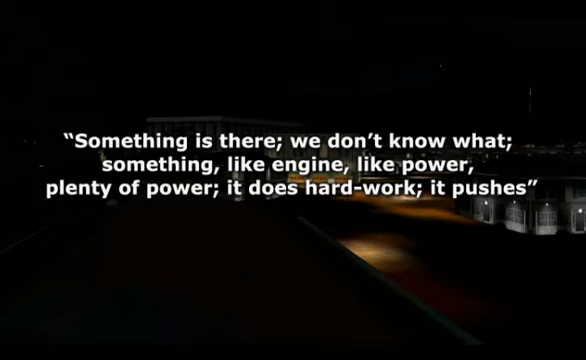 “Something is there; we don’t know what;
something, like engine, like power,
plenty of power; it does hard-work; it pushes”